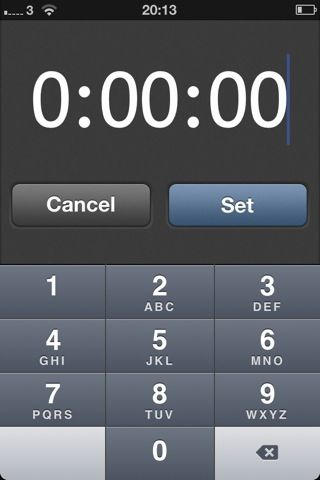 3 20:13
0:00:00
Cancel Set
1 2 3
ABC DEF
4 5 6
GHI JKL MNO
7 8 9
PQRS TUV WXYZ
0